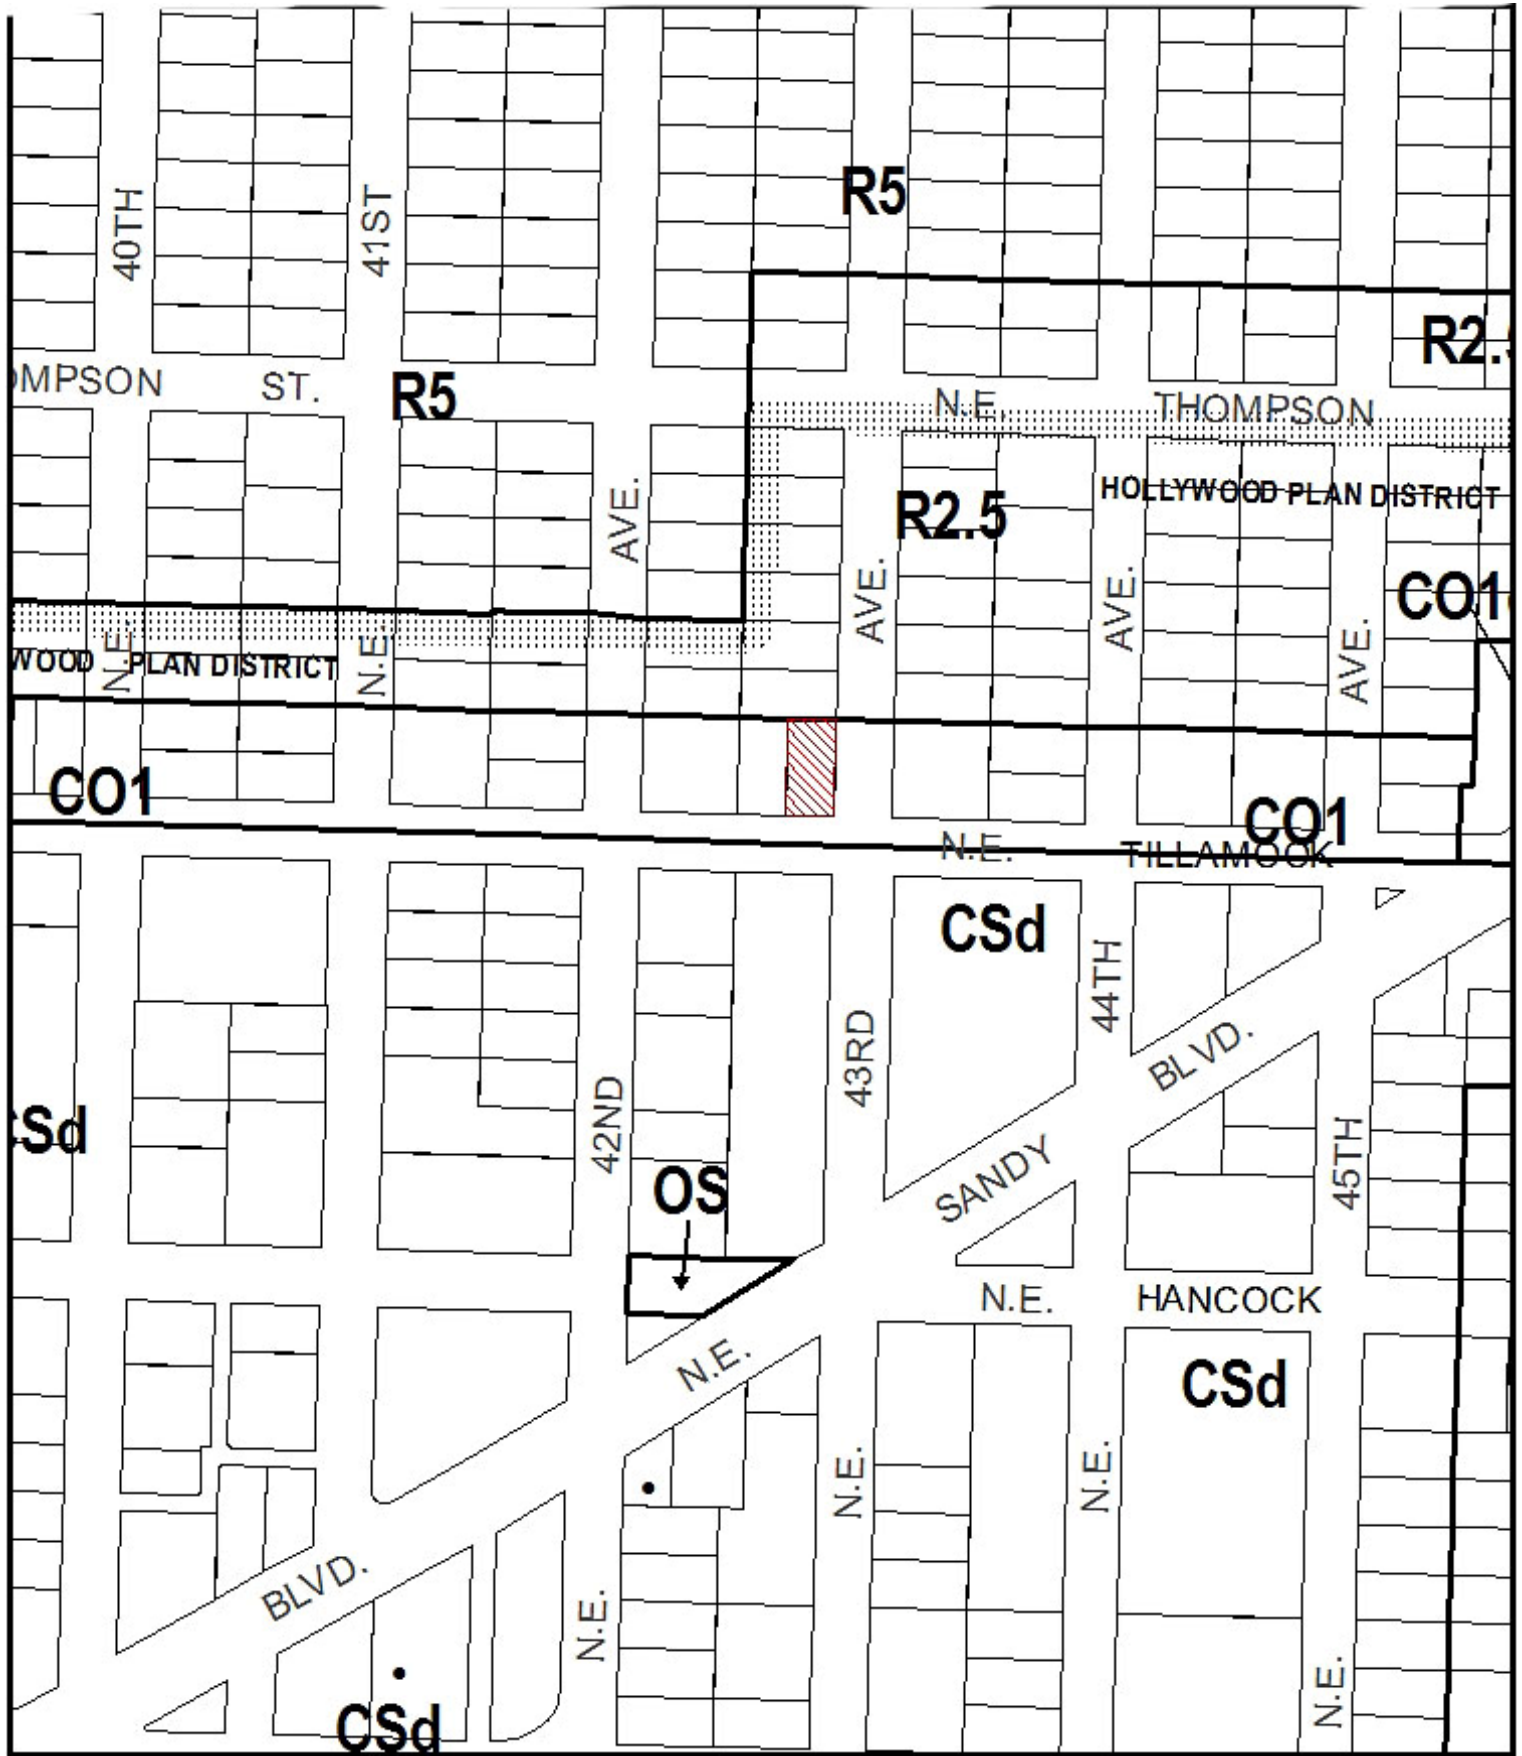 R5
40TH
41ST
R2.
OMPSON ST.
R5
N.E. THOMPSON
HOLLYWOOD PLAN DISTRICT
R2.5
AVE.
AVE.
AVE.
AVE.
CO1
WOOD PLAN DISTRICT
N.E.
N.E.
CO1
CO1
N.E. TILLAMOOK
CSd
44TH
43RD
42ND
BLVD.
CSd
45TH
SANDY
OS
N.E. HANCOCK
N.E.
CSd
N.E.
N.E.
BLVD.
N.E.
N.E.
CSd